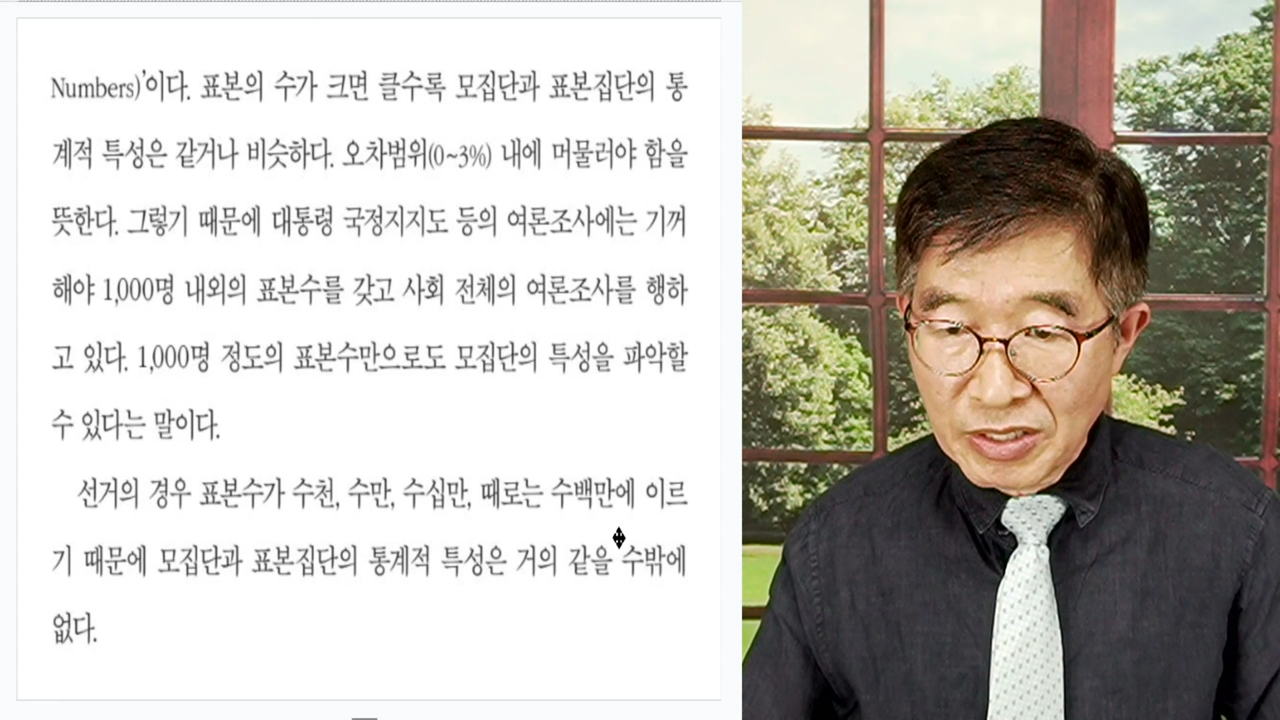 Numbers)’이다. 표본의 수가 크면 클수록 모집단과 표본집단의 통
계적 특성은 같거나 비슷하다. 오차범위(0~3%) 내에 머물러야 함을
뜻한다. 그렇기 때문에 대통령 국정지지도 등의 여론조사에는 기껏
해야 1,000명 내외의 표본수를 갖고 사회 전체의 여론조사를 행하
고 있다. 1,000명 정도의 표본수만으로도 모집단의 특성을 파악할
수 있다는 말이다.
선거의 경우 표본수가 수천, 수만, 수십만, 때로는 수백만에 이르
기 때문에 모집단과 표본집단의 통계적 특성은 거의 같을 수밖에
없다.